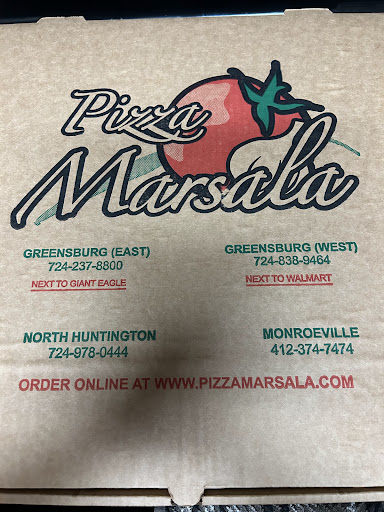 Pizza
Marsala
GREENSBURG (EAST)
724-237-8800
NEXT TO GIANT EAGLE
GREENSBURG (WEST)
724-838-9464
NEXT TO WALMART
NORTH HUNTINGTON
724-978-0444
MONROEVILLE
412-374-7474
ORDER ONLINE AT WWW.PIZZAMARSALA.COM